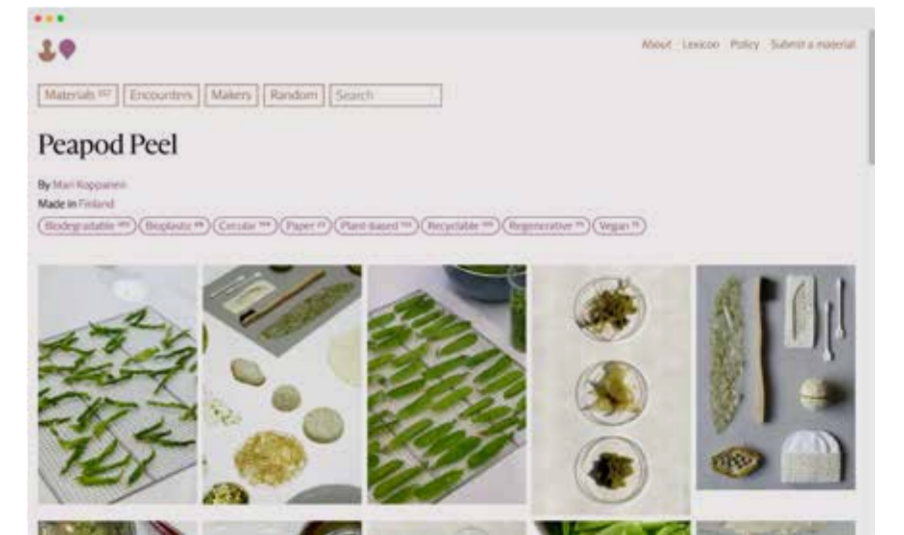 About Lexicon Policy Submit a material
Materials Encounters Makers Random Search
Peapod Peel
By Mari Koppanen
Made in Finland
Biodegradable Bioplastic Circular Paper Plant-based Recyclable Regenerative Vegan